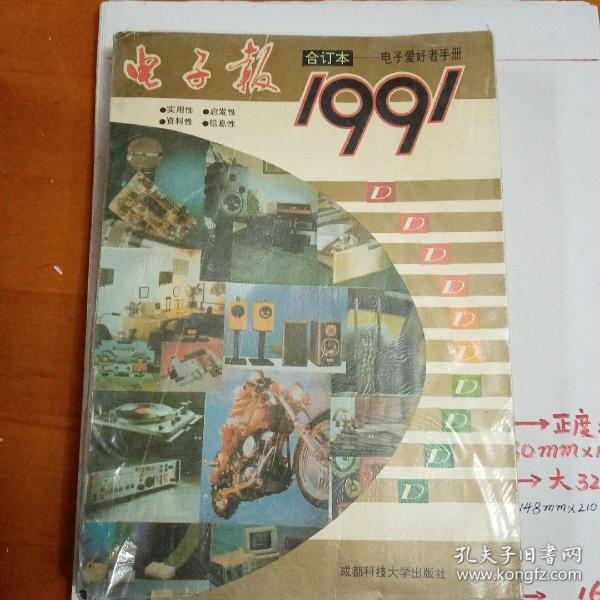 电子報
合订本——电子爱好者手册
1991
●实用性 ●启发性
●资料性 ●信息性
D
D
D
D
D
D
D
D
D
D
成都科技大学出版社
→正度
→大32
148mm×210
孔夫子旧书网
www.kongfz.com